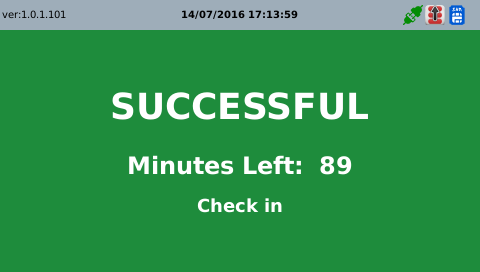 ver:1.0.1.101 14/07/2016 17:13:59
SUCCESSFUL
Minutes Left: 89
Check in